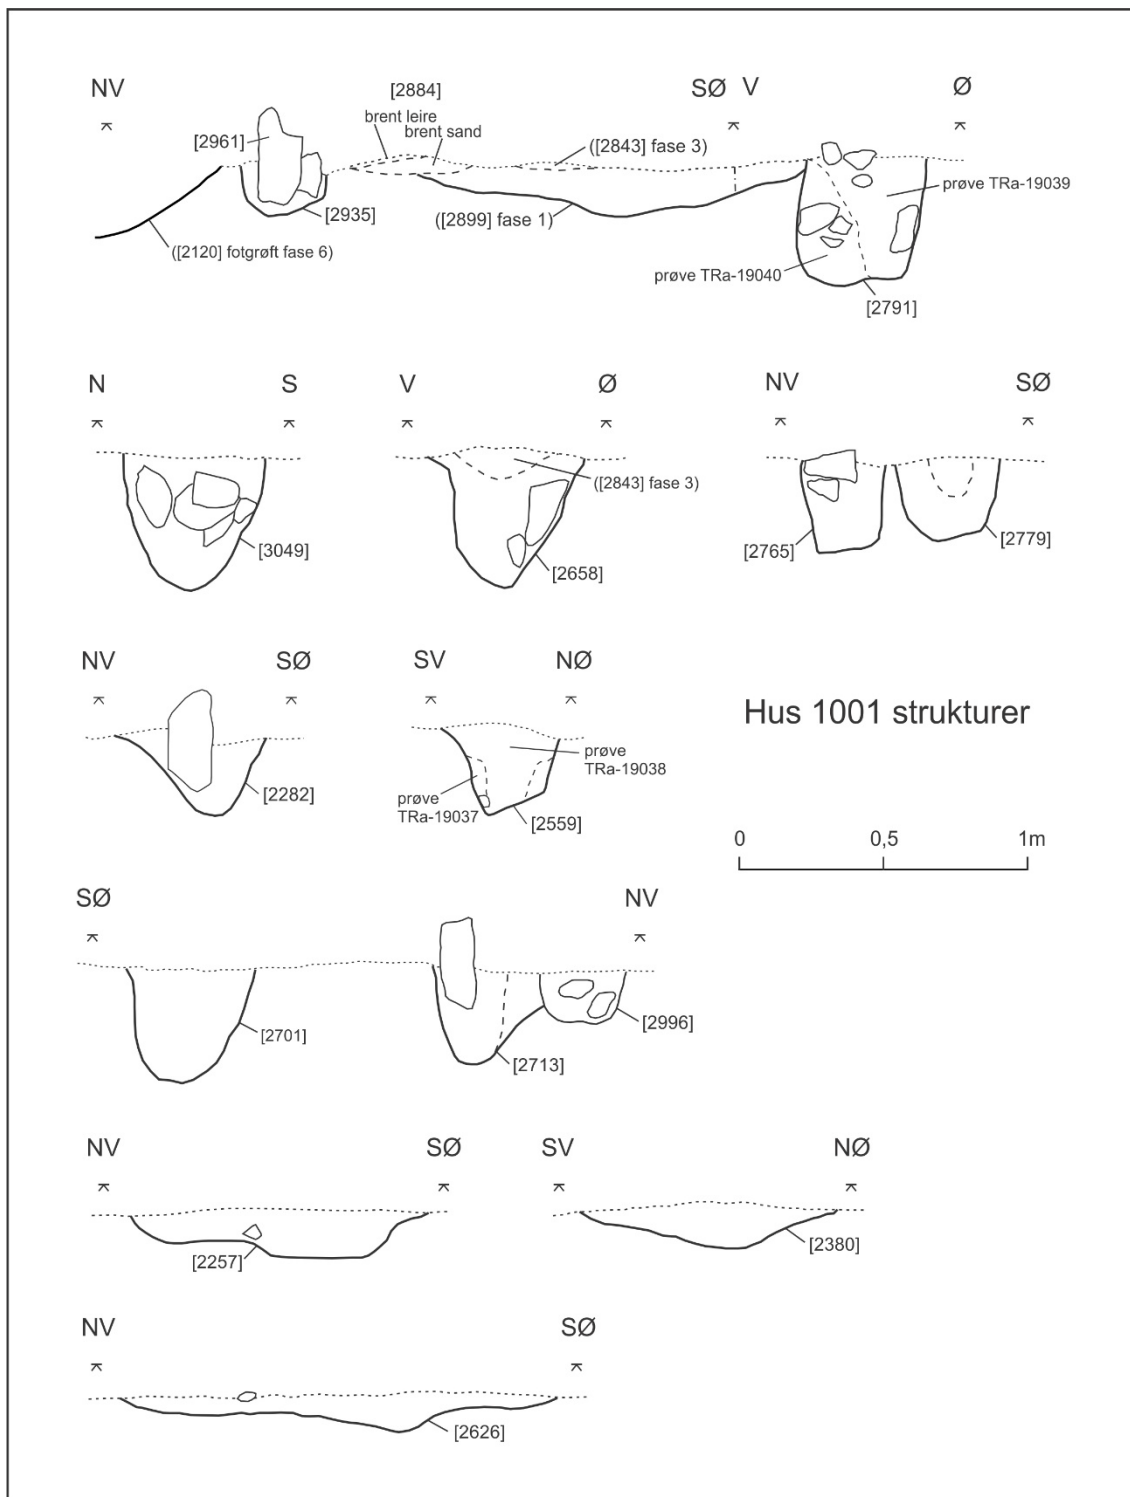 NV
[2884]
SØ V
Ø
brent leire
brent sand
[2961]
([2843] fase 3)
prøve TRa-19039
[2935]
([2899] fase 1)
([2120] fotgrøft fase 6)
prøve TRa-19040
[2791]
N
S
V
Ø
NV
SØ
([2843] fase 3)
[3049]
[2658]
[2765]
[2779]
NV
SØ
SV
NØ
Hus 1001 strukturer
prøve
TRa-19038
[2282]
prøve
TRa-19037
[2559]
0
0,5
1m
SØ
NV
[2701]
[2713]
[2996]
NV
SØ
SV
NØ
[2257]
[2380]
NV
SØ
[2626]